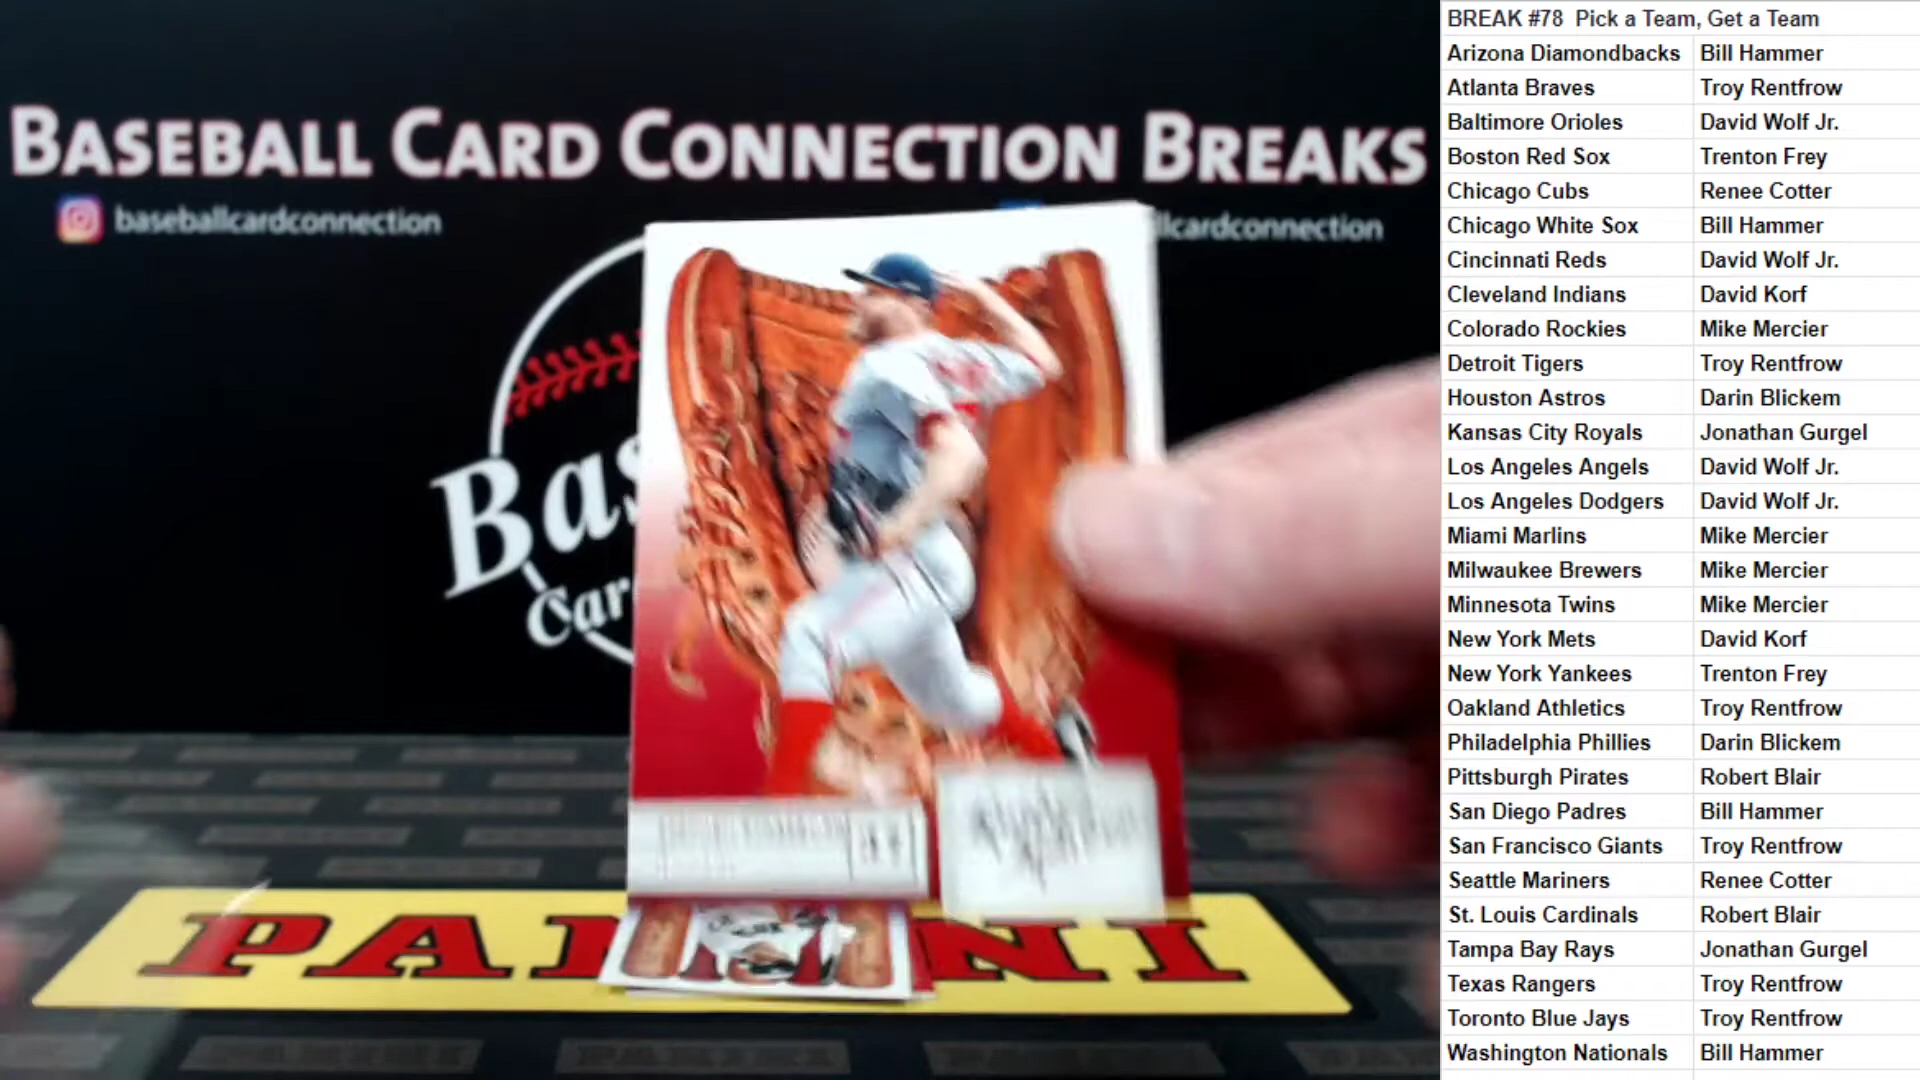 BASEBALL CARD CONNECTION BREAKS
baseballcardconnection
llcardconnection
Bas
Car
PANINI
BREAK #78 Pick a Team, Get a Team
Arizona Diamondbacks Bill Hammer
Atlanta Braves Troy Rentfrow
Baltimore Orioles David Wolf Jr.
Boston Red Sox Trenton Frey
Chicago Cubs Renee Cotter
Chicago White Sox Bill Hammer
Cincinnati Reds David Wolf Jr.
Cleveland Indians David Korf
Colorado Rockies Mike Mercier
Detroit Tigers Troy Rentfrow
Houston Astros Darin Blickem
Kansas City Royals Jonathan Gurgel
Los Angeles Angels David Wolf Jr.
Los Angeles Dodgers David Wolf Jr.
Miami Marlins Mike Mercier
Milwaukee Brewers Mike Mercier
Minnesota Twins Mike Mercier
New York Mets David Korf
New York Yankees Trenton Frey
Oakland Athletics Troy Rentfrow
Philadelphia Phillies Darin Blickem
Pittsburgh Pirates Robert Blair
San Diego Padres Bill Hammer
San Francisco Giants Troy Rentfrow
Seattle Mariners Renee Cotter
St. Louis Cardinals Robert Blair
Tampa Bay Rays Jonathan Gurgel
Texas Rangers Troy Rentfrow
Toronto Blue Jays Troy Rentfrow
Washington Nationals Bill Hammer